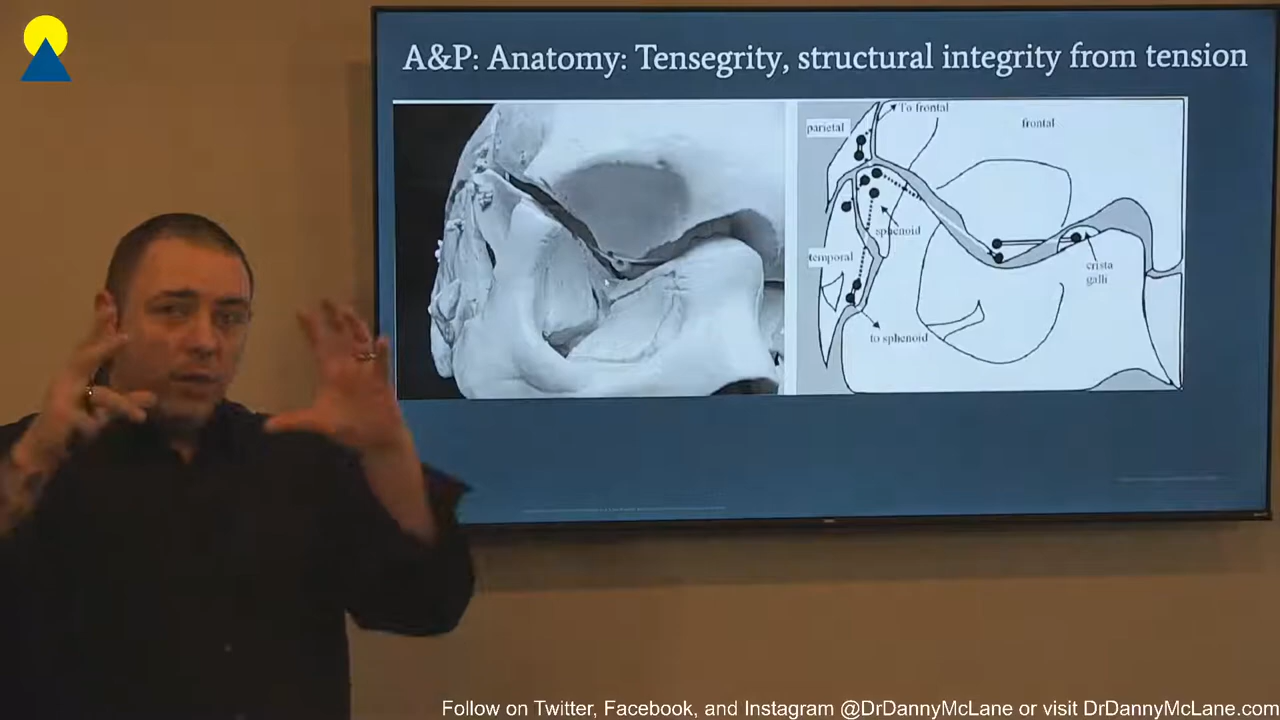 A&P: Anatomy: Tensegrity, structural integrity from tension
To frontal
parietal
frontal
sphenoid
temporal
crista
galli
to sphenoid
Follow on Twitter, Facebook, and Instagram @DrDannyMcLane or visit DrDannyMcLane.com